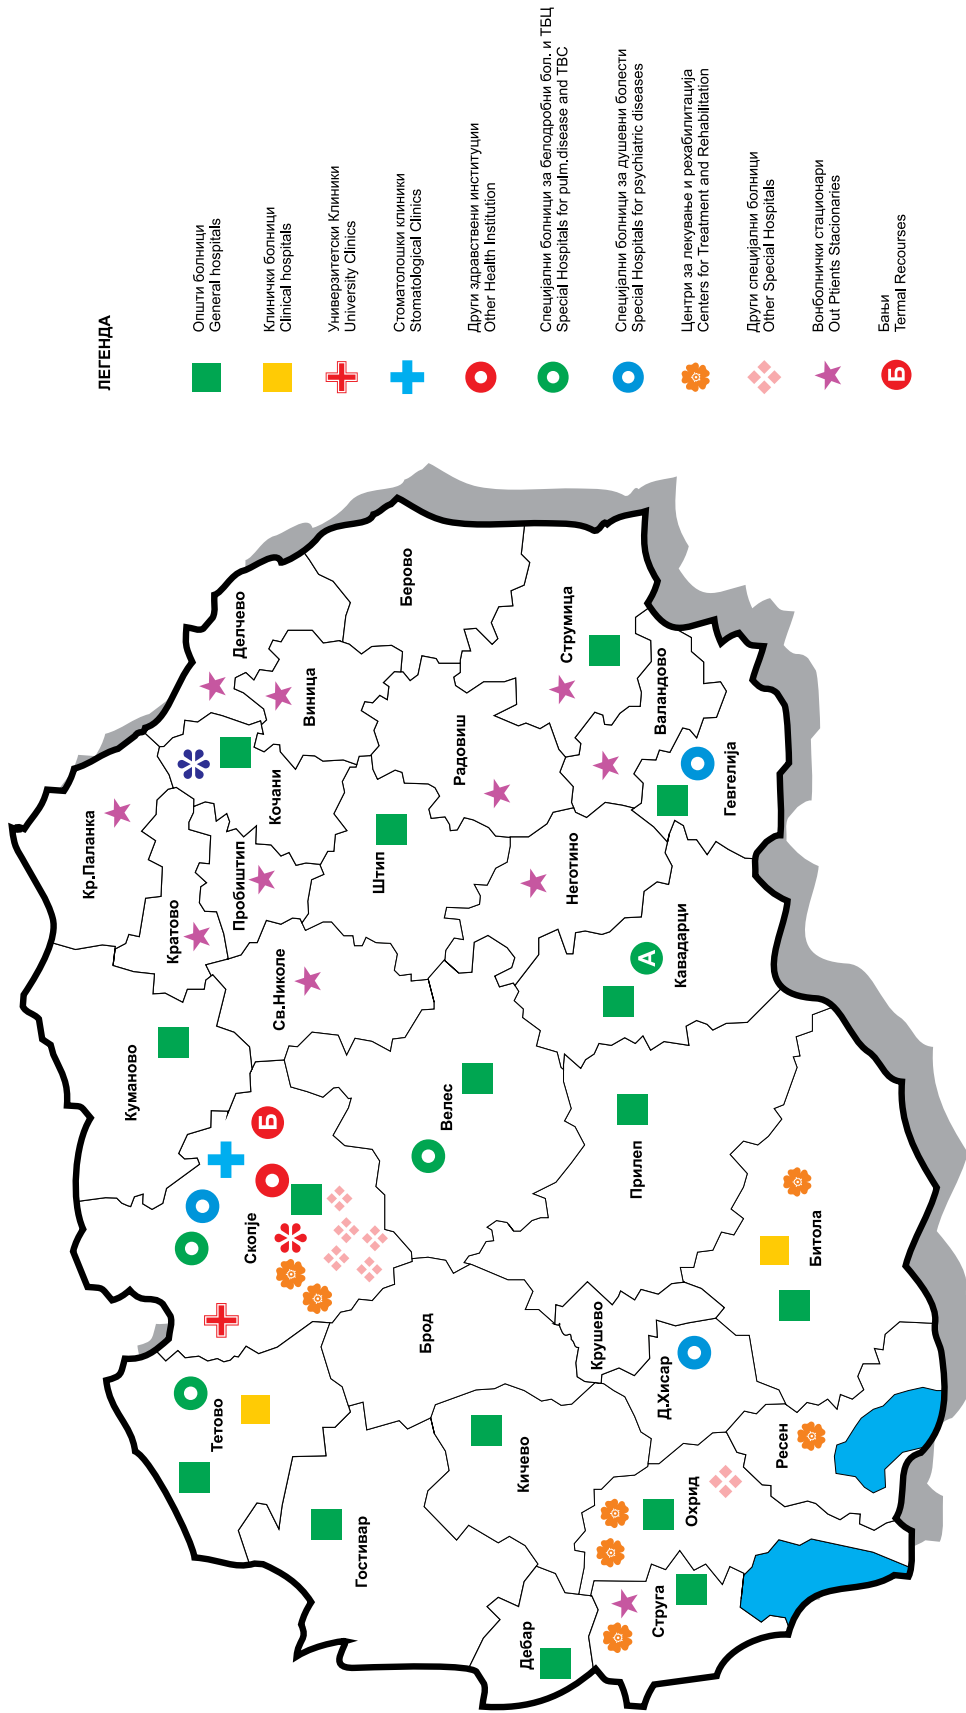 ЛЕГЕНДА
Општи болници
General hospitals
Клинички болници
Clinical hospitals
Универзитетски Клиники
University Clinics
Стоматолошки клиники
Stomatological Clinics
Други здравствени институции
Other Health Institution
Специјални болници за белодробни бол. и ТБЦ
Special Hospitals for pulm.disease and TBC
Специјални болници за душевни болести
Special Hospitals for psychiatric diseases
Центри за лекување и рехабилитација
Centers for Treatment and Rehabilitation
Други специјални болници
Other Special Hospitals
Вонболнички стационари
Out Ptients Stacionaries
Б
Бањи
Termal Recourses
Кр.Паланка
Куманово
Кратово
Тетово
Скопје
Б
Пробиштип
Делчево
Св.Николе
Кочани
Виница
Гостивар
Брод
Велес
Штип
Берово
Радовиш
Кичево
Дебар
Неготино
Струмица
Крушево
Прилеп
А
Кавадарци
Валандово
Струга
Охрид
Д.Хисар
Гевгелија
Ресен
Битола